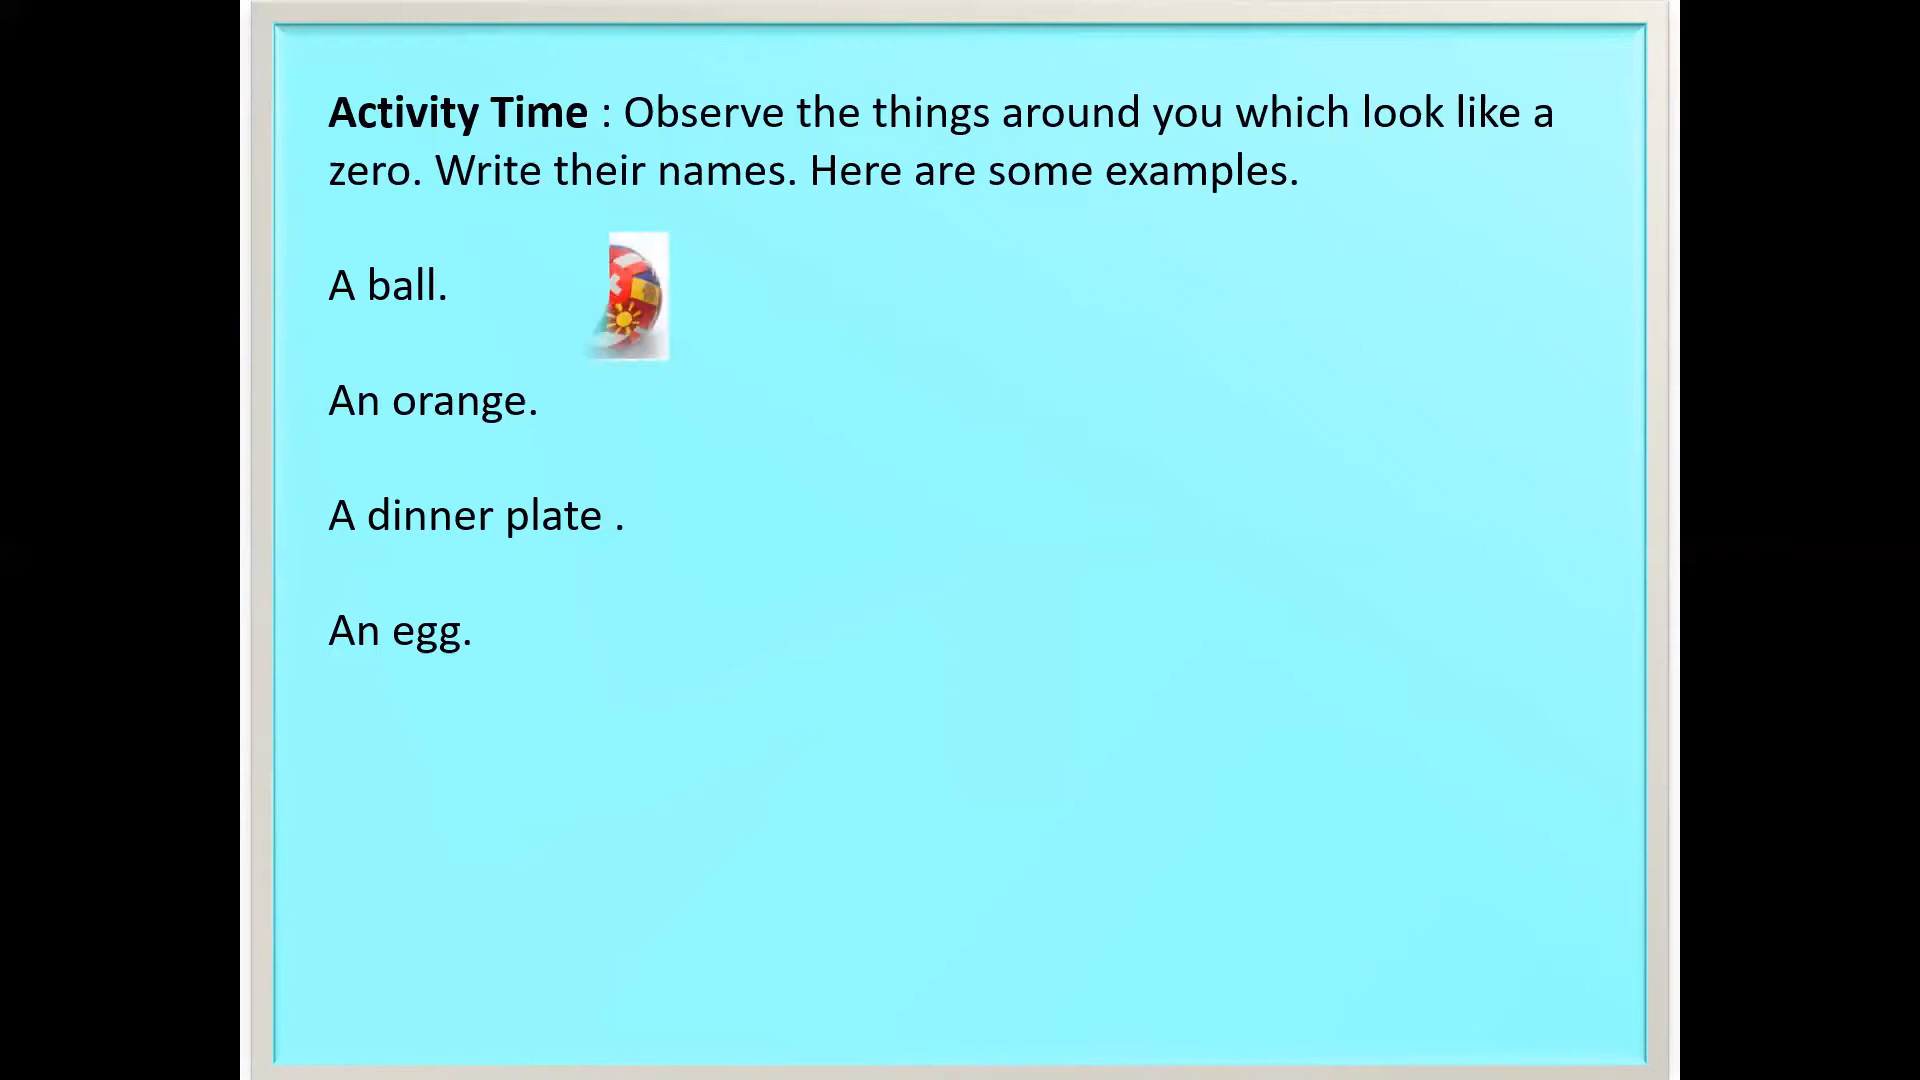 Activity Time : Observe the things around you which look like a
zero. Write their names. Here are some examples.
A ball.
An orange.
A dinner plate .
An egg.